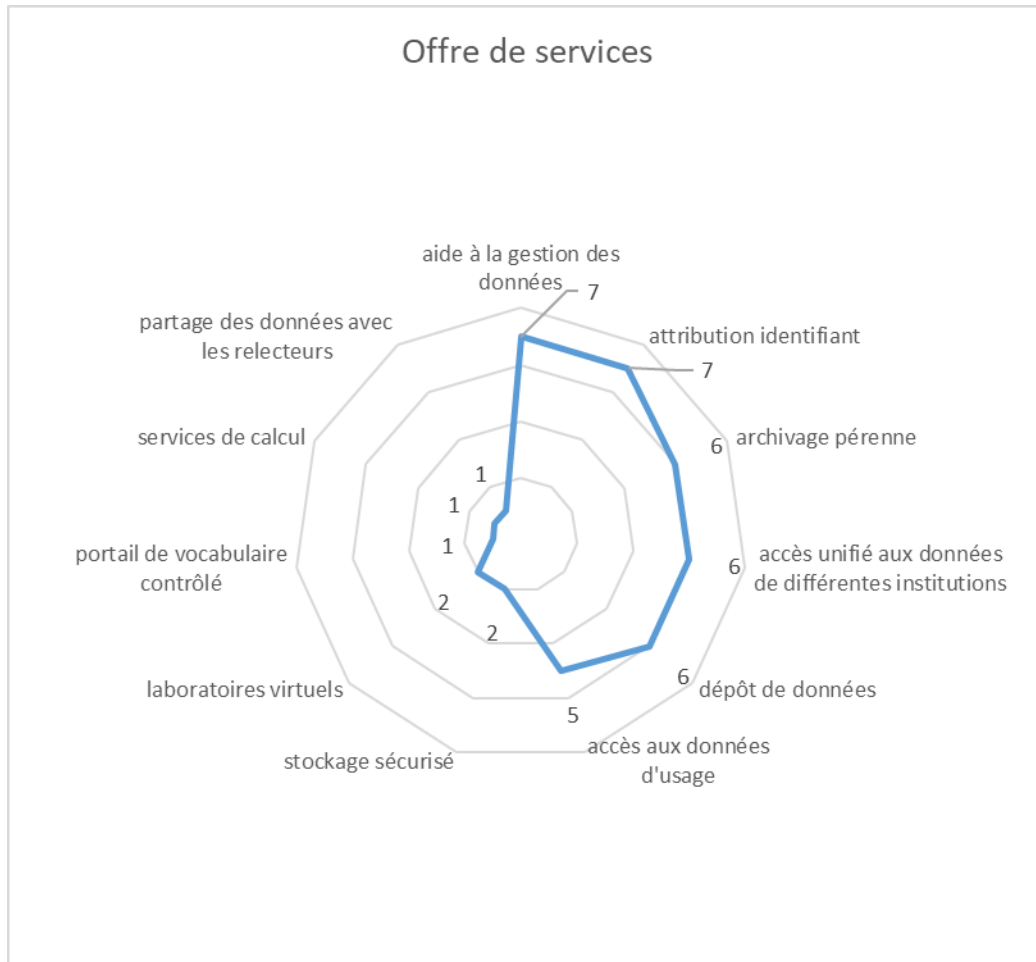 Offre de services
aide à la gestion des
données
7
attribution identifiant
7
archivage pérenne
6
accès unifié aux données
de différentes institutions
6
dépôt de données
6
accès aux données
d'usage
5
stockage sécurisé
2
laboratoires virtuels
2
portail de vocabulaire
contrôlé
1
services de calcul
1
partage des données avec
les relecteurs
1